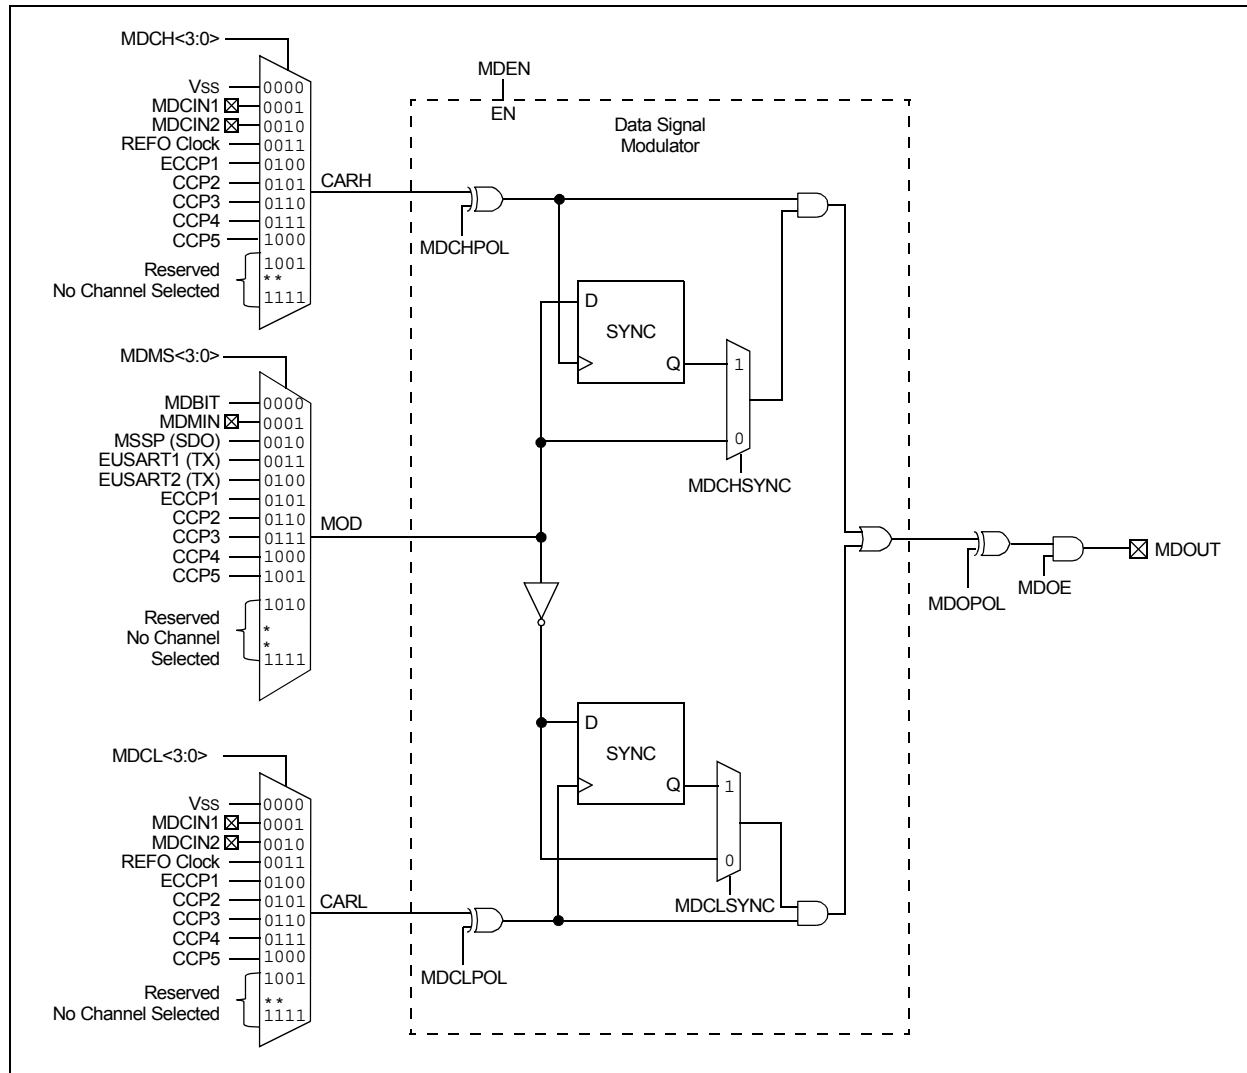 MDCH<3:0>
VSS 0000
MDCIN1 0001
MDCIN2 0010
REFO Clock 0011
ECCP1 0100
CCP2 0101
CCP3 0110
CCP4 0111
CCP5 1000
1001
Reserved
* *
No Channel Selected
1111
CARH
MDCHPOL
MDEN
EN
Data Signal
Modulator
D
SYNC
Q
1
0
MDCHSYNC
MDMS<3:0>
MDBIT 0000
MDMIN 0001
MSSP (SDO) 0010
EUSART1 (TX) 0011
EUSART2 (TX) 0100
ECCP1 0101
CCP2 0110
CCP3 0111
CCP4 1000
CCP5 1001
1010
Reserved
*
No Channel
*
Selected 1111
MOD
MDOPOL
MDOE
MDOUT
D
SYNC
Q
1
0
MDCLSYNC
MDCL<3:0>
VSS 0000
MDCIN1 0001
MDCIN2 0010
REFO Clock 0011
ECCP1 0100
CCP2 0101
CCP3 0110
CCP4 0111
CCP5 1000
1001
Reserved
* *
No Channel Selected 1111
CARL
MDCLPOL